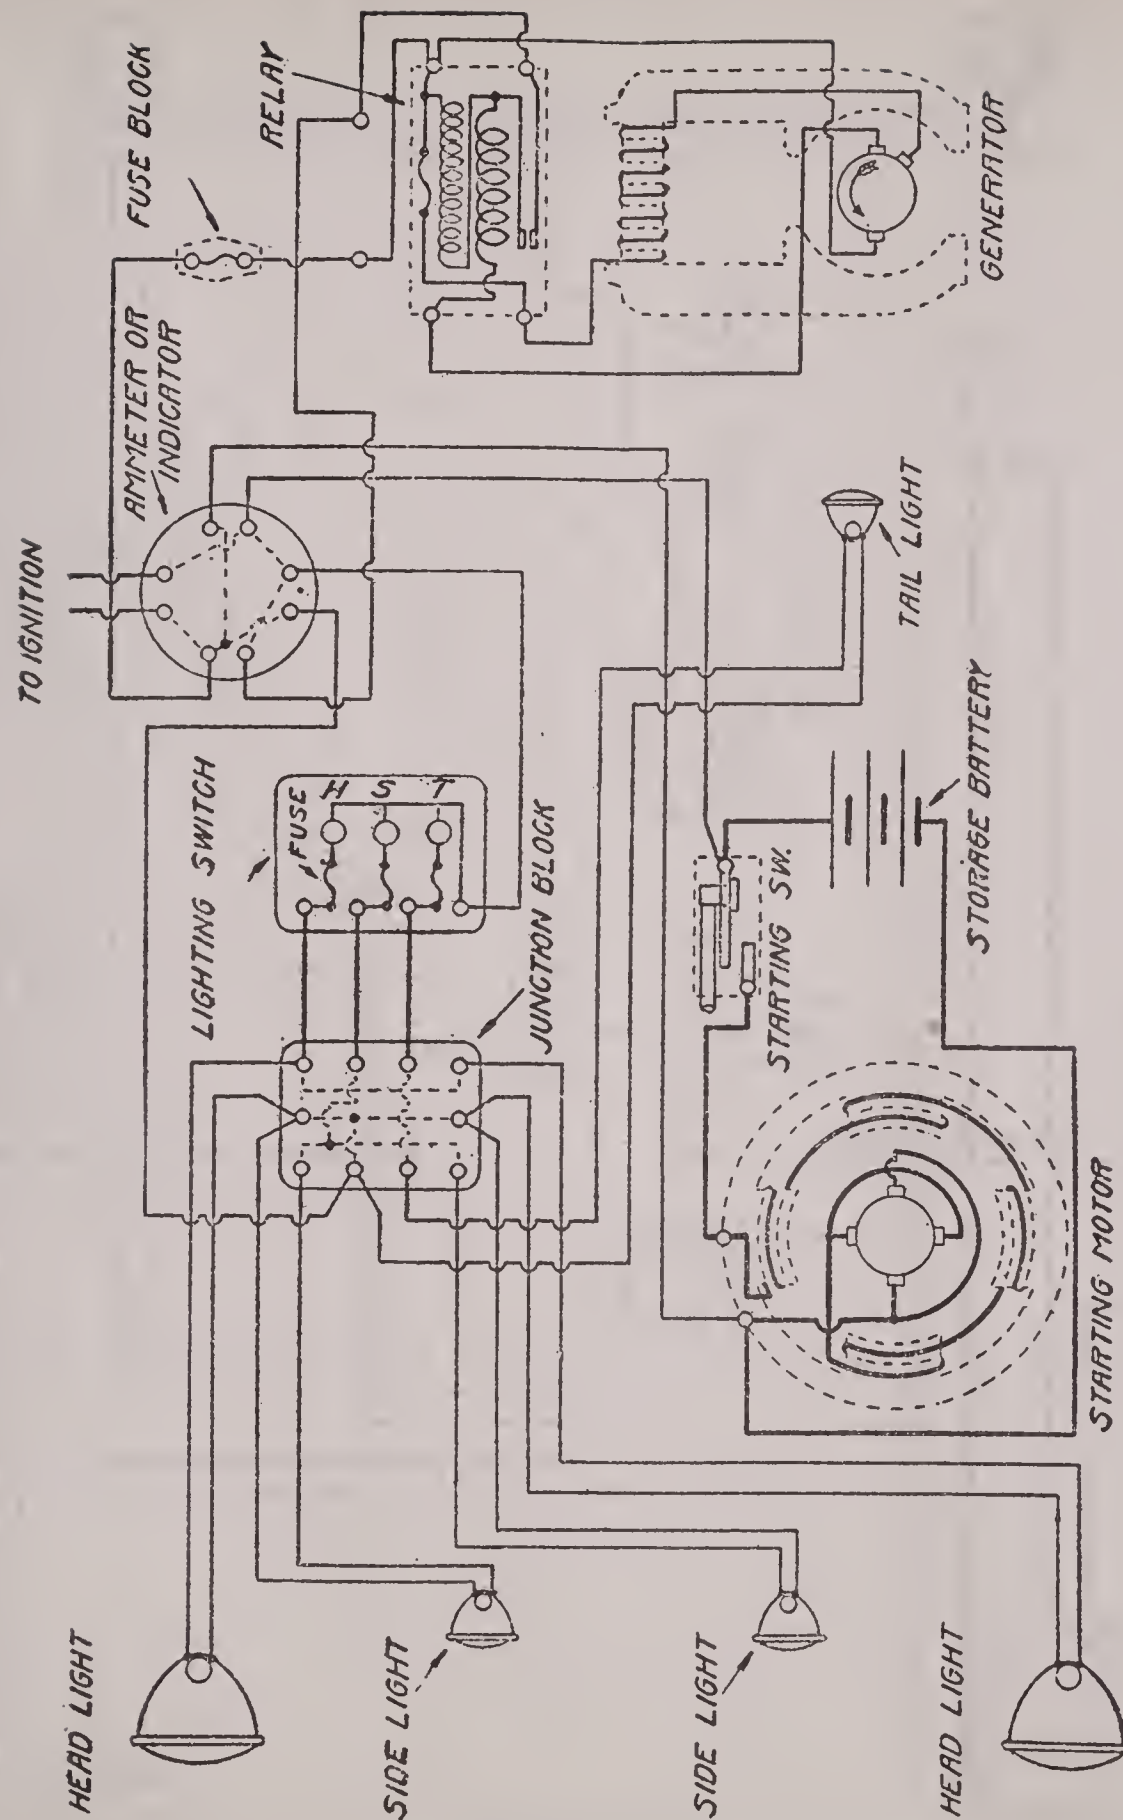 TO IGNITION
FUSE BLOCK
AMMETER OR
INDICATOR
RELAY
GENERATOR
LIGHTING SWITCH
FUSE
H
S
T
JUNCTION BLOCK
TAIL LIGHT
STARTING SW.
STORAGE BATTERY
STARTING MOTOR
HEAD LIGHT
SIDE LIGHT
SIDE LIGHT
HEAD LIGHT